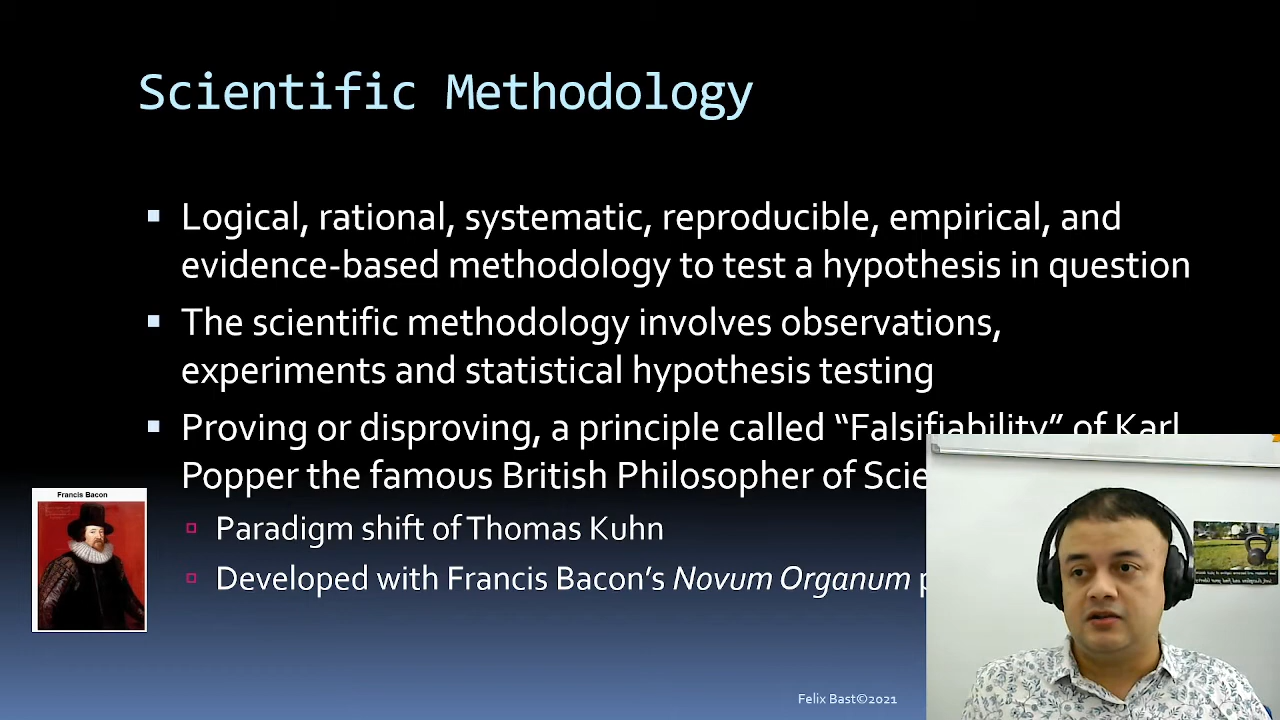 Scientific Methodology
Logical, rational, systematic, reproducible, empirical, and
evidence-based methodology to test a hypothesis in question
The scientific methodology involves observations,
experiments and statistical hypothesis testing
Proving or disproving, a principle called “Falsifiability” of Karl
Popper the famous British Philosopher of
Paradigm shift of Thomas Kuhn
Developed with Francis Bacon’s Novum Organum
Francis Bacon
Felix Bast©2021